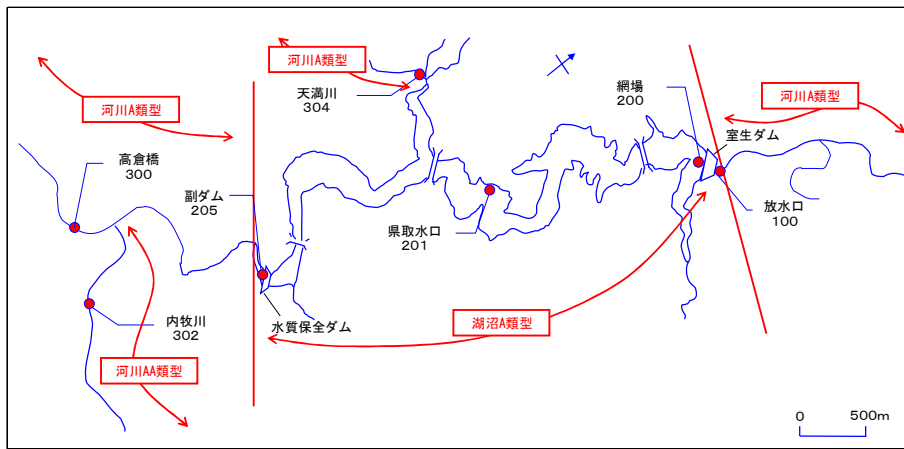 河川A類型
天満川
304
網場
200
河川A類型
河川A類型
室生ダム
高倉橋
300
副ダム
205
県取水口
201
放水口
100
内牧川
302
水質保全ダム
湖沼A類型
河川AA類型
0 500m